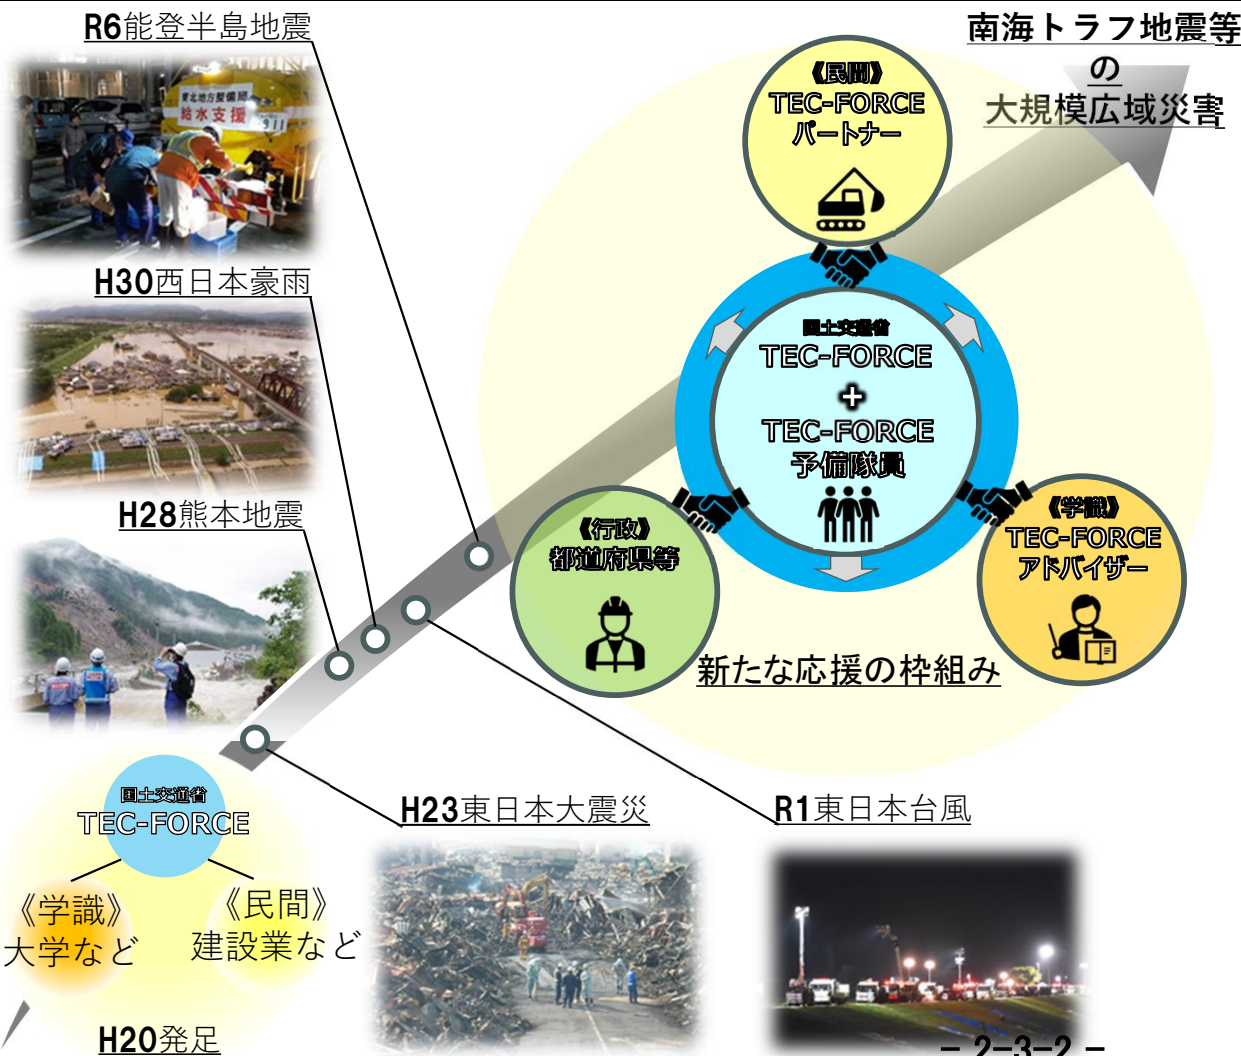 R6能登半島地震
東北地方整備局
給水支援
911
H30西日本豪雨
H28熊本地震
南海トラフ地震等
の
大規模広域災害
《民間》
TEC-FORCE
パートナー
国土交通省
TEC-FORCE
+
TEC-FORCE
予備隊員
《行政》
都道府県等
《学識》
TEC-FORCE
アドバイザー
新たな応援の枠組み
国土交通省
TEC-FORCE
《学識》
大学など
《民間》
建設業など
H20発足
H23東日本大震災
R1東日本台風
- 2-3-2 -